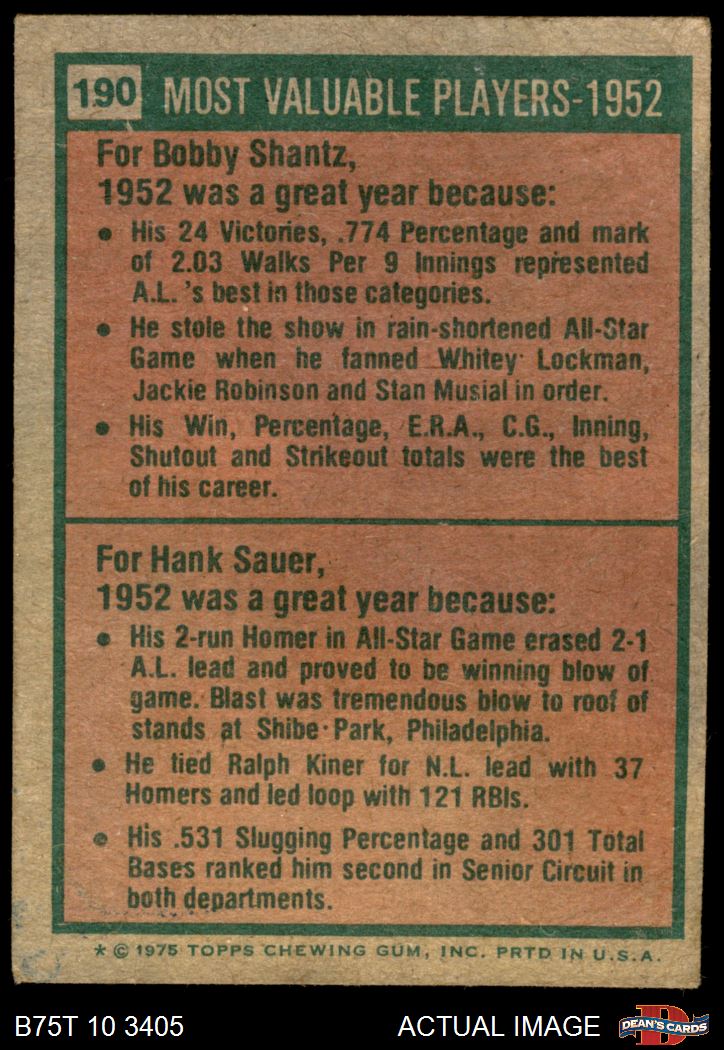 190 MOST VALUABLE PLAYERS-1952
For Bobby Shantz,
1952 was a great year because:
• His 24 Victories, .774 Percentage and mark
of 2.03 Walks Per 9 Innings represented
A.L. 's best in those categories.
• He stole the show in rain-shortened All-Star
Game when he fanned Whitey Lockman,
Jackie Robinson and Stan Musial in order.
• His Win, Percentage, E.R.A., C.G., Inning,
Shutout and Strikeout totals were the best
of his career.
For Hank Sauer,
1952 was a great year because:
• His 2-run Homer in All-Star Game erased 2-1
A.L. lead and proved to be winning blow of
game. Blast was tremendous blow to roof of
stands at Shibe Park, Philadelphia.
• He tied Ralph Kiner for N.L. lead with 37
Homers and led loop with 121 RBIs.
• His .531 Slugging Percentage and 301 Total
Bases ranked him second in Senior Circuit in
both departments.
* © 1975 TOPPS CHEWING GUM, INC. PRTD IN U.S.A.
B75T 10 3405 ACTUAL IMAGE D DEAN'S CARDS